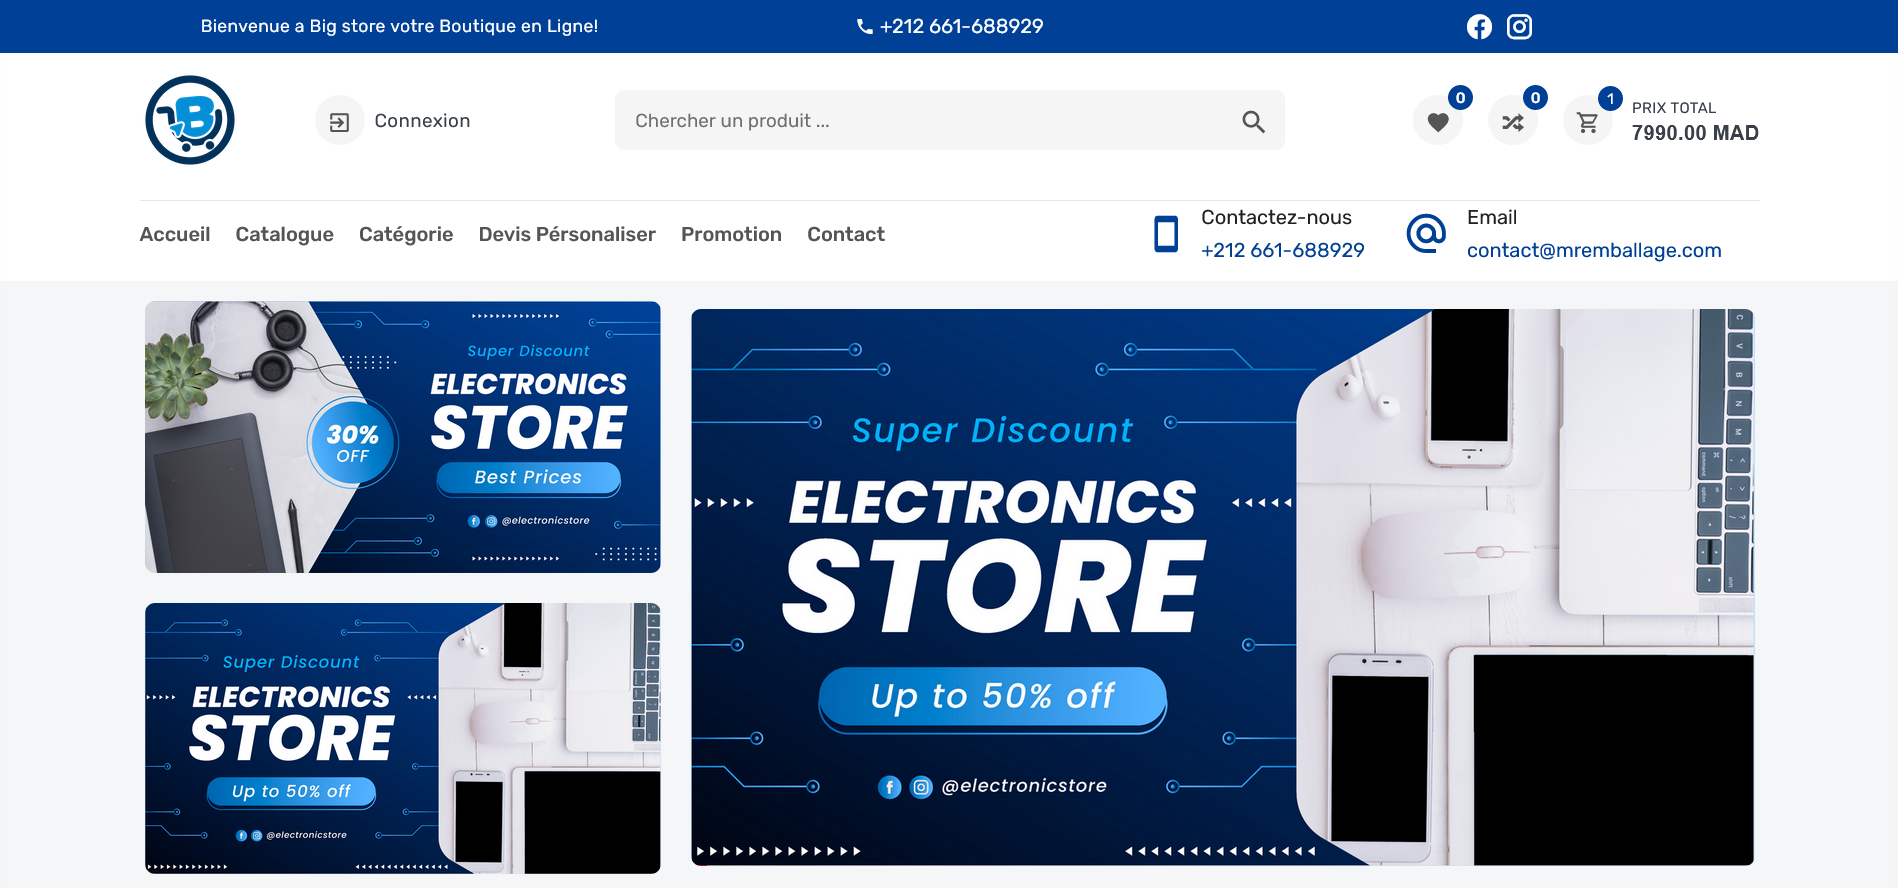 Bienvenue a Big store votre Boutique en Ligne!
+212 661-688929
B
Connexion
Chercher un produit ...
0
0
1
PRIX TOTAL
7990.00 MAD
Accueil
Catalogue
Catégorie
Devis Pérsonaliser
Promotion
Contact
Contactez-nous
+212 661-688929
Email
contact@mremballage.com
Super Discount
ELECTRONICS
STORE
30%
OFF
Best Prices
@electronicstore
Super Discount
ELECTRONICS
STORE
Up to 50% off
@electronicstore
Super Discount
ELECTRONICS
STORE
Up to 50% off
@electronicstore